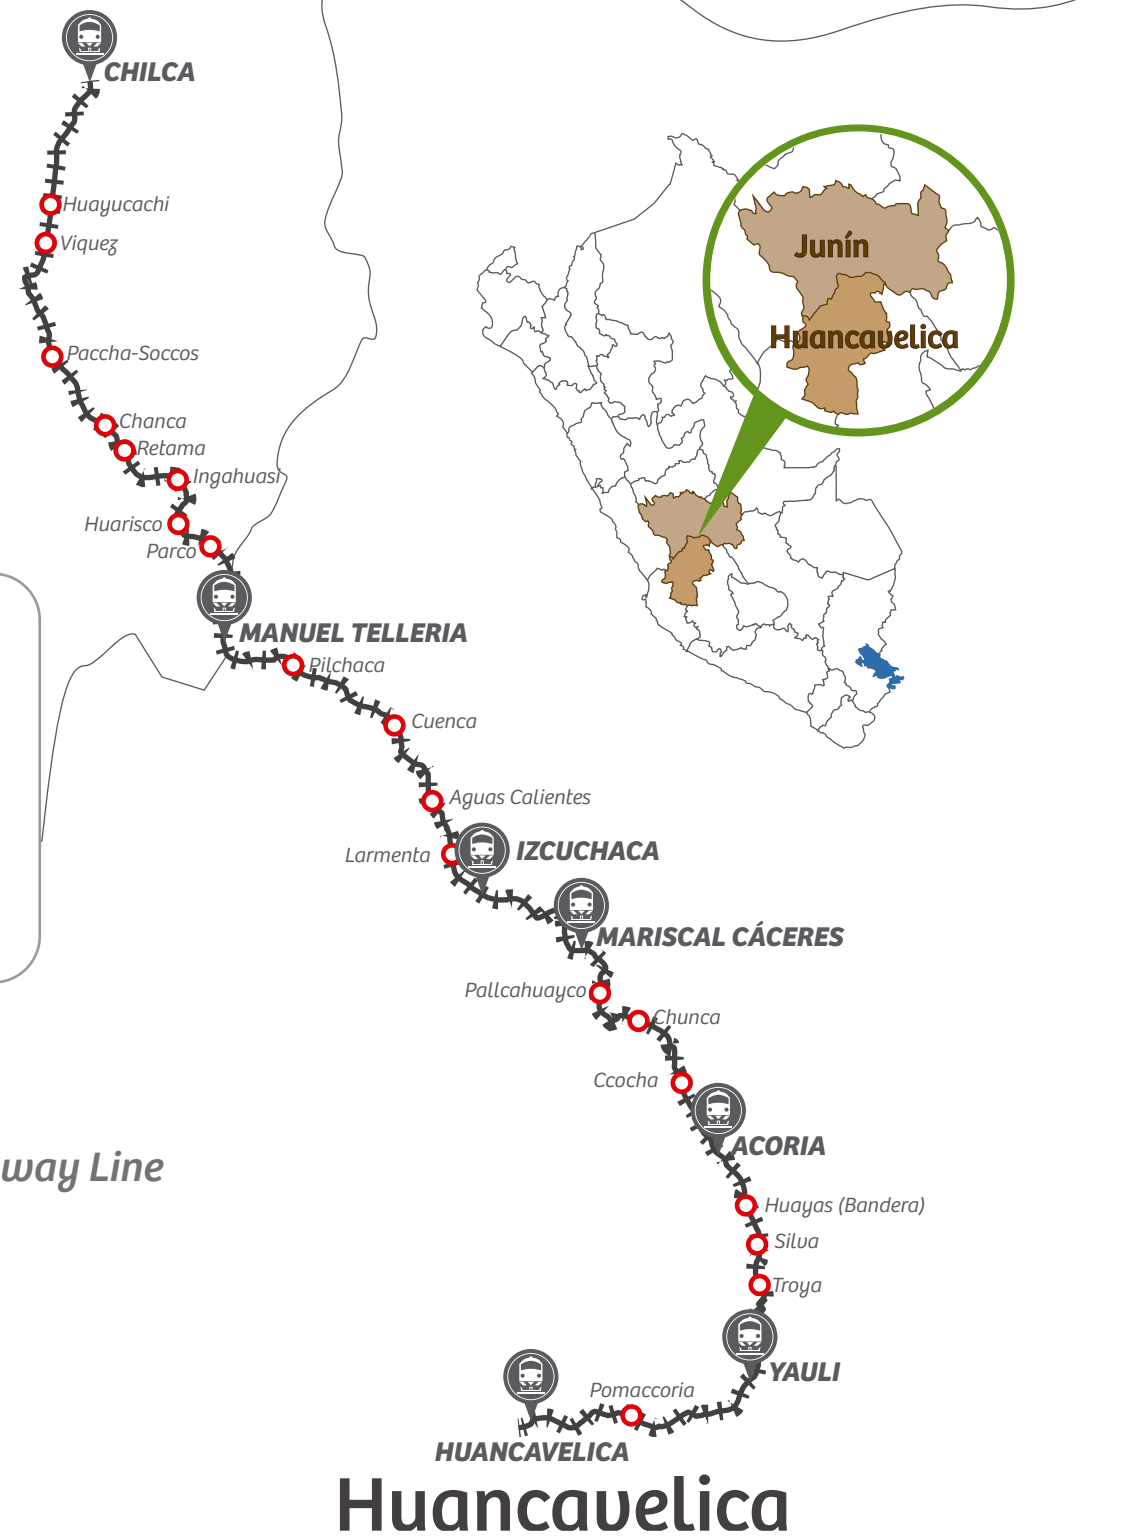 CHILCA
Huayucachi
Viquez
Junín
Huancavelica
Paccha-Soccos
Chanca
Retama
Ingahuasi
Huarisco
Parco
MANUEL TELLERIA
Pilchaca
Cuenca
Aguas Calientes
Larmenta
IZCUCHACA
MARISCAL CÁCERES
Pallcahuayco
Chunca
Ccocha
ACORIA
way Line
Huayas (Bandera)
Silva
Troya
YAULI
Pomaccoria
HUANCAVELICA
Huancavelica